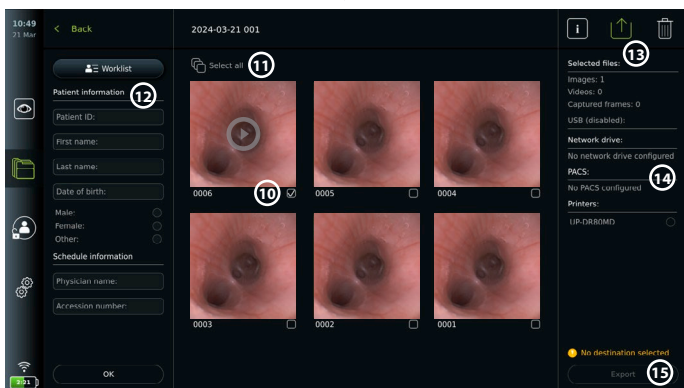 10:49
21 Mar
< Back
2024-03-21 001
i
Worklist
Select all
11
13
Selected files:
Patient information
12
Images: 1
Videos: 0
Captured frames: 0
Patient ID:
USB (disabled):
First name:
Network drive:
Last name:
No network drive configured
PACS:
14
Date of birth:
0006
10
0005
0004
No PACS configured
Printers:
Male:
Female:
Other:
UP-DR80MD
Schedule information
Physician name:
Accession number:
0003
0002
0001
No destination selected
OK
Export
15
3:21